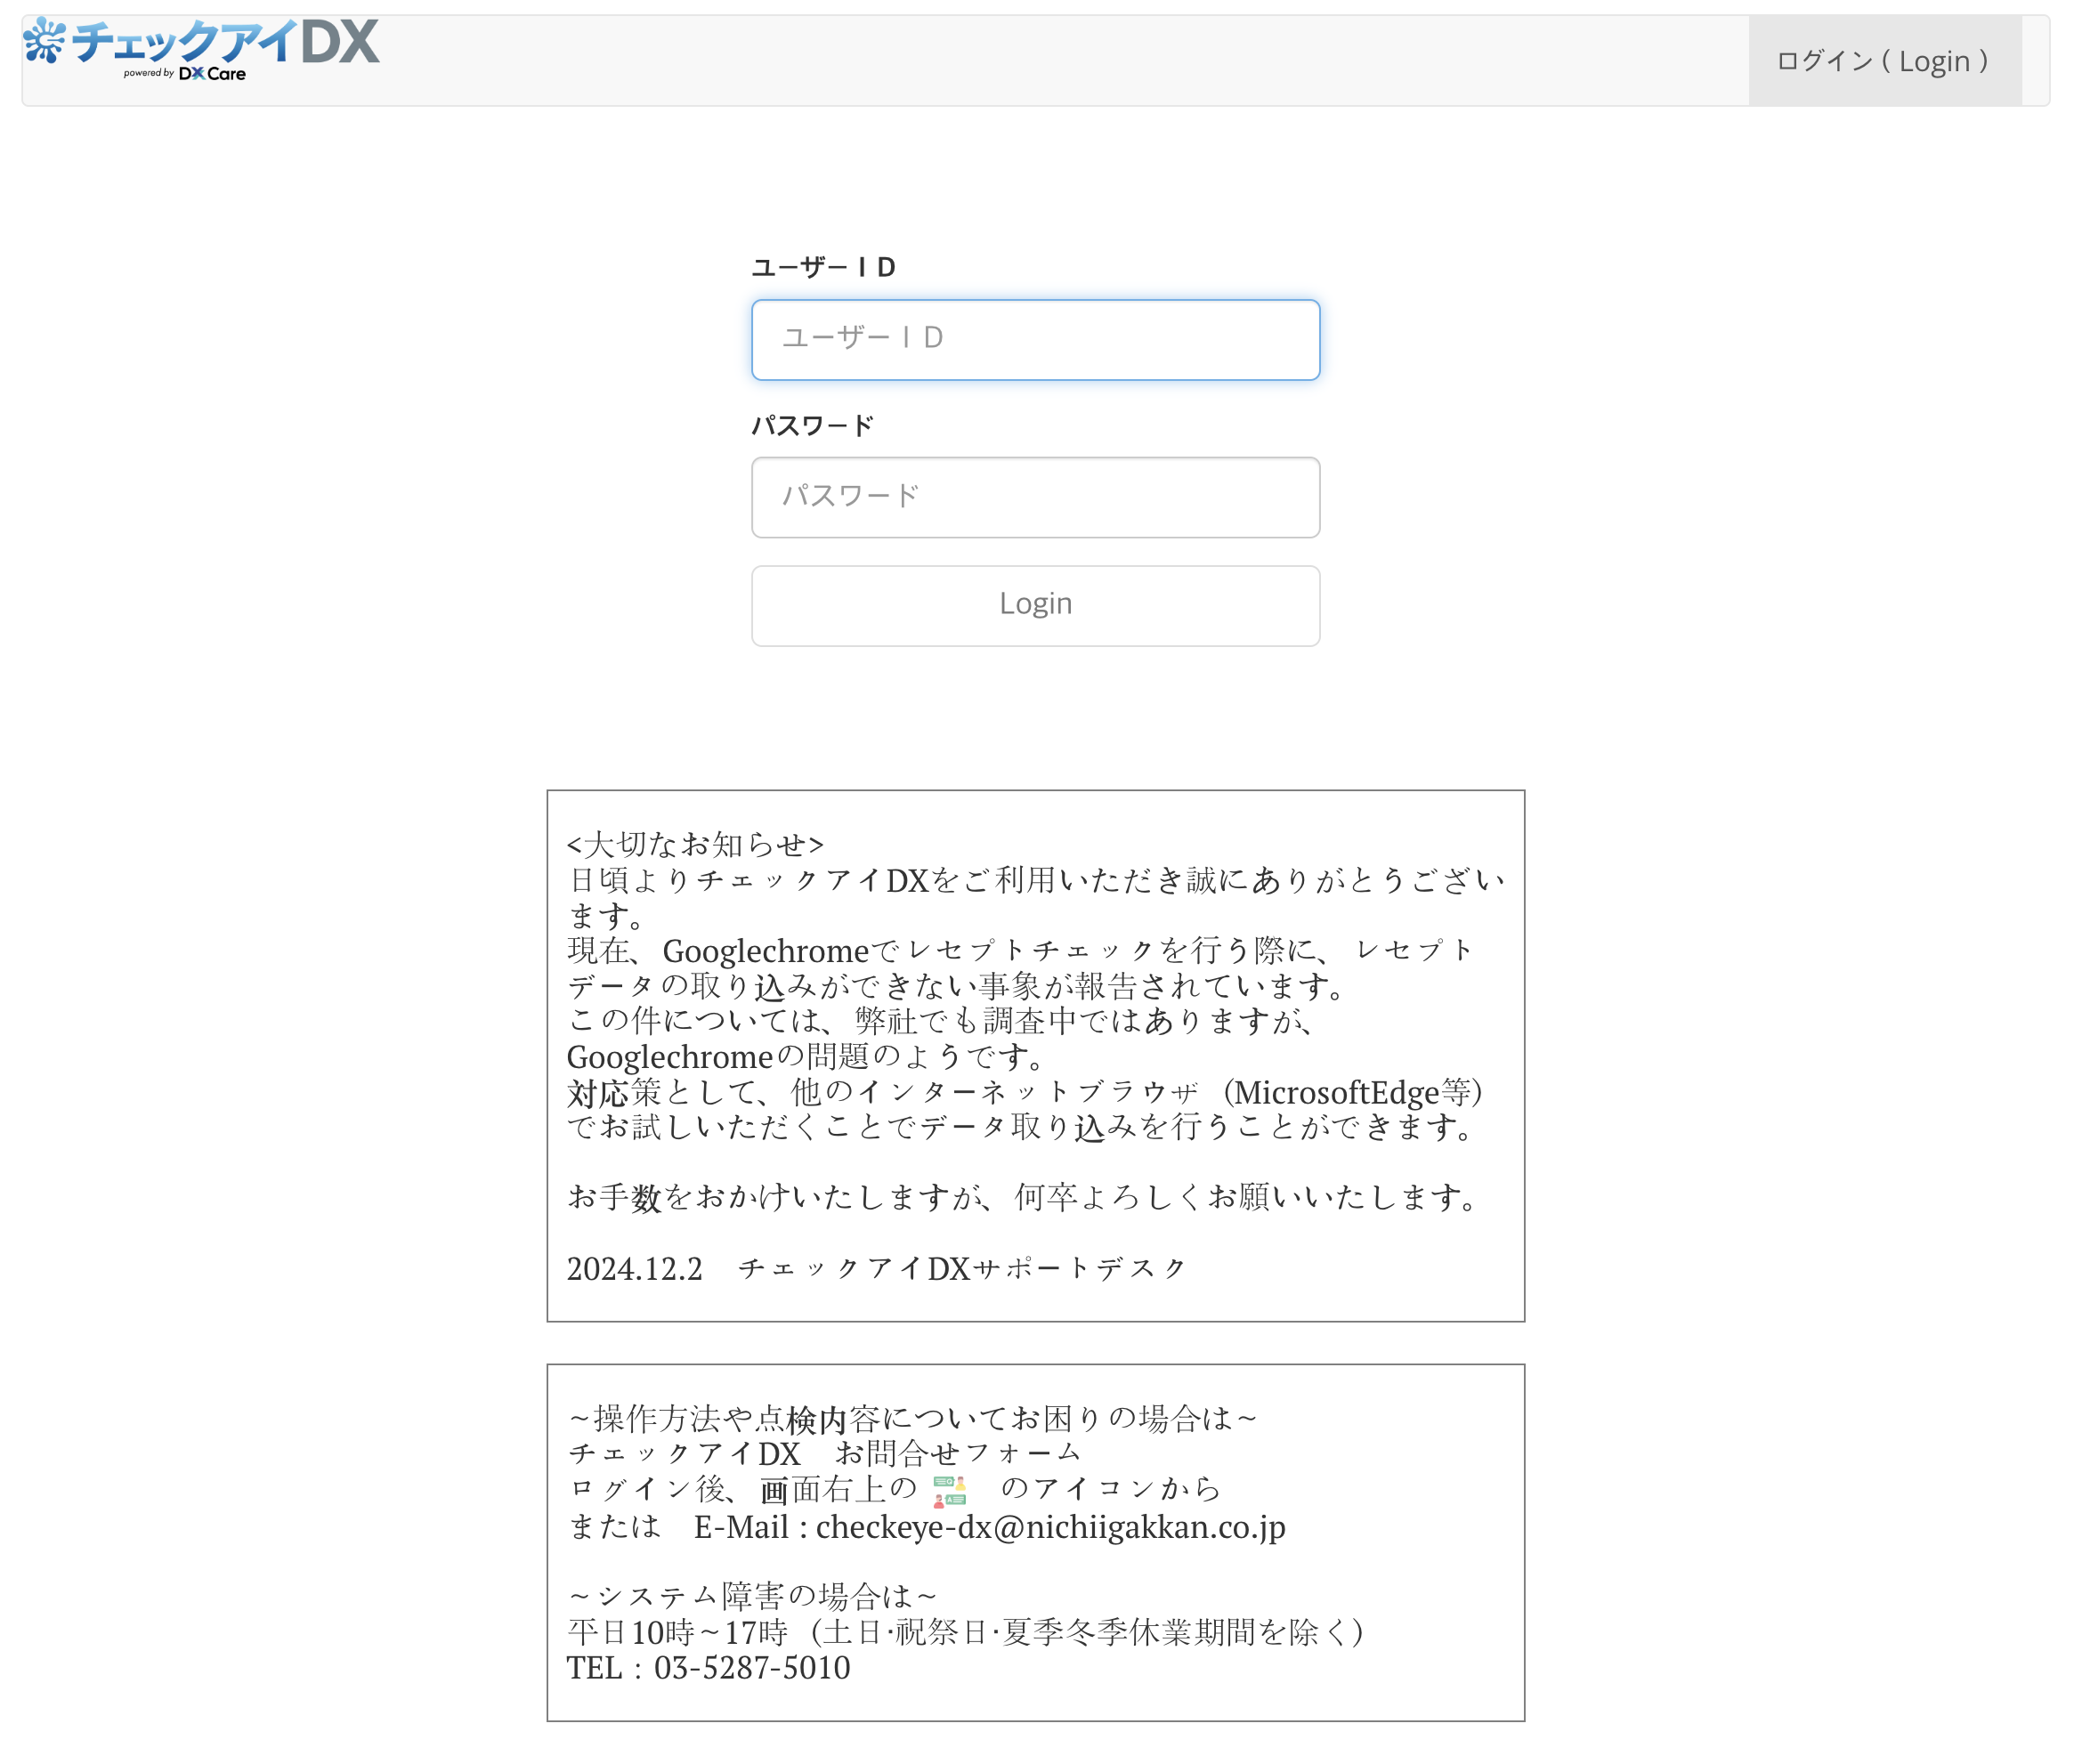 チェックアイDX
powered by DX Care
ログイン ( Login )
ユーザーＩＤ
ユーザーＩＤ
パスワード
パスワード
Login
<大切なお知らせ>
日頃よりチェックアイDXをご利用いただき誠にありがとうござい
ます。
現在、Googlechromeでレセプトチェックを行う際に、レセプト
データの取り込みができない事象が報告されています。
この件については、弊社でも調査中ではありますが、
Googlechromeの問題のようです。
対応策として、他のインターネットブラウザ（MicrosoftEdge等）
でお試しいただくことでデータ取り込みを行うことができます。
お手数をおかけいたしますが、何卒よろしくお願いいたします。
2024.12.2　チェックアイDXサポートデスク
～操作方法や点検内容についてお困りの場合は～
チェックアイDX　お問合せフォーム
ログイン後、画面右上の　のアイコンから
または　E-Mail : checkeye-dx@nichiigakkan.co.jp
～システム障害の場合は～
平日10時～17時（土日･祝祭日･夏季冬季休業期間を除く）
TEL：03-5287-5010